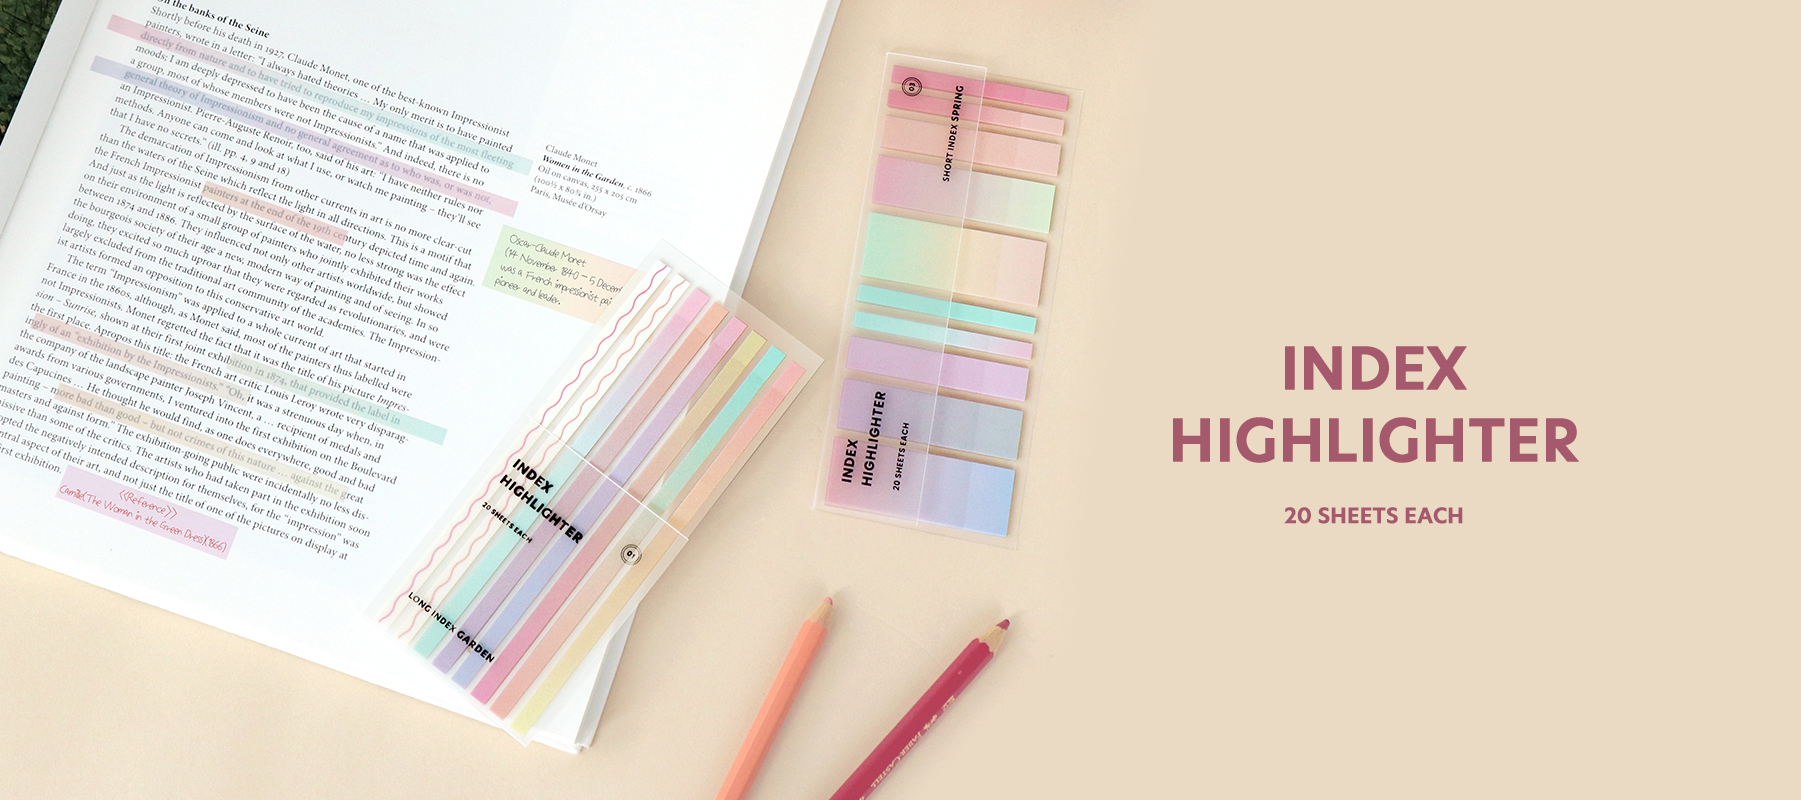 On the banks of the Seine
Shortly before his death in 1927, Claude Monet, one of the best-known Impressionist
painters, wrote in a letter: "I always hated theories … My only merit is to have painted
directly from nature and to have tried to reproduce my impressions of the most fleeting
moods; I am deeply depressed to have been the cause of a name that was applied to
a group, most of whose members were not Impressionists." And indeed, there is no
general theory of Impressionism and no general agreement as to who was, or was not,
an Impressionist. Pierre-Auguste Renoir, too, said of his art: "I have neither rules nor
methods. Anyone can come and look at what I use, or watch me painting – they'll see
that I have no secrets." (ill. pp. 4, 9 and 18)
The demarcation of Impressionism from other currents in art is no more clear-cut
than the waters of the Seine which reflect the light in all directions. This is a motif that
the French Impressionist painters at the end of the 19th century depicted time and again.
And just as the light is reflected by the surface of the water, no less strong was the effect
on their environment of a small group of painters who jointly exhibited their works
between 1874 and 1886. They influenced not only other artists worldwide, but showed
the bourgeois society of their age a new, modern way of painting and of seeing. In so
doing, they excited so much uproar that they were regarded as revolutionaries, and were
largely excluded from the traditional art community of the academies. The Impression-
ist artists formed an opposition to this conservative art world.
The term "Impressionism" was applied to a whole current of art that started in
France in the 1860s, although, as Monet said, most of the painters thus labelled were
not Impressionists. Monet regretted the fact that it was the title of his picture Impres-
sion – Sunrise, shown at their first joint exhibition in 1874, that provided the label in
the first place. Apropos this title: the French art critic Louis Leroy wrote very disparag-
ingly of an "exhibition by the Impressionists." "Oh, it was a strenuous day when, in
the company of the landscape painter Joseph Vincent, a … recipient of medals and
awards from various governments, I ventured into the first exhibition on the Boulevard
des Capucines … He thought he would find, as one does everywhere, good and bad
painting – more bad than good – but not crimes of this nature … against the great
masters and against form." The exhibition-going public were incidentally no less dis-
missive than some of the critics. The artists who had taken part in the exhibition soon
opted the negatively intended description for themselves, for the "impression" was
ntral aspect of their art, and not just the title of one of the pictures on display at
first exhibition.
Claude Monet
Women in the Garden, c. 1866
Oil on canvas, 255 x 205 cm
(100½ x 80¾ in.)
Paris, Musée d'Orsay
Oscar-Claude Monet
(14 November 1840 – 5 Decem
was a French impressionist pai
pioneer and leader.
<<Reference>>
Camille(The Woman in the Green Dress)(1866)
INDEX
HIGHLIGHTER
20 SHEETS EACH
01
LONG INDEX GARDEN
03
SHORT INDEX SPRING
INDEX
HIGHLIGHTER
20 SHEETS EACH
FABER-CASTELL
INDEX
HIGHLIGHTER
20 SHEETS EACH